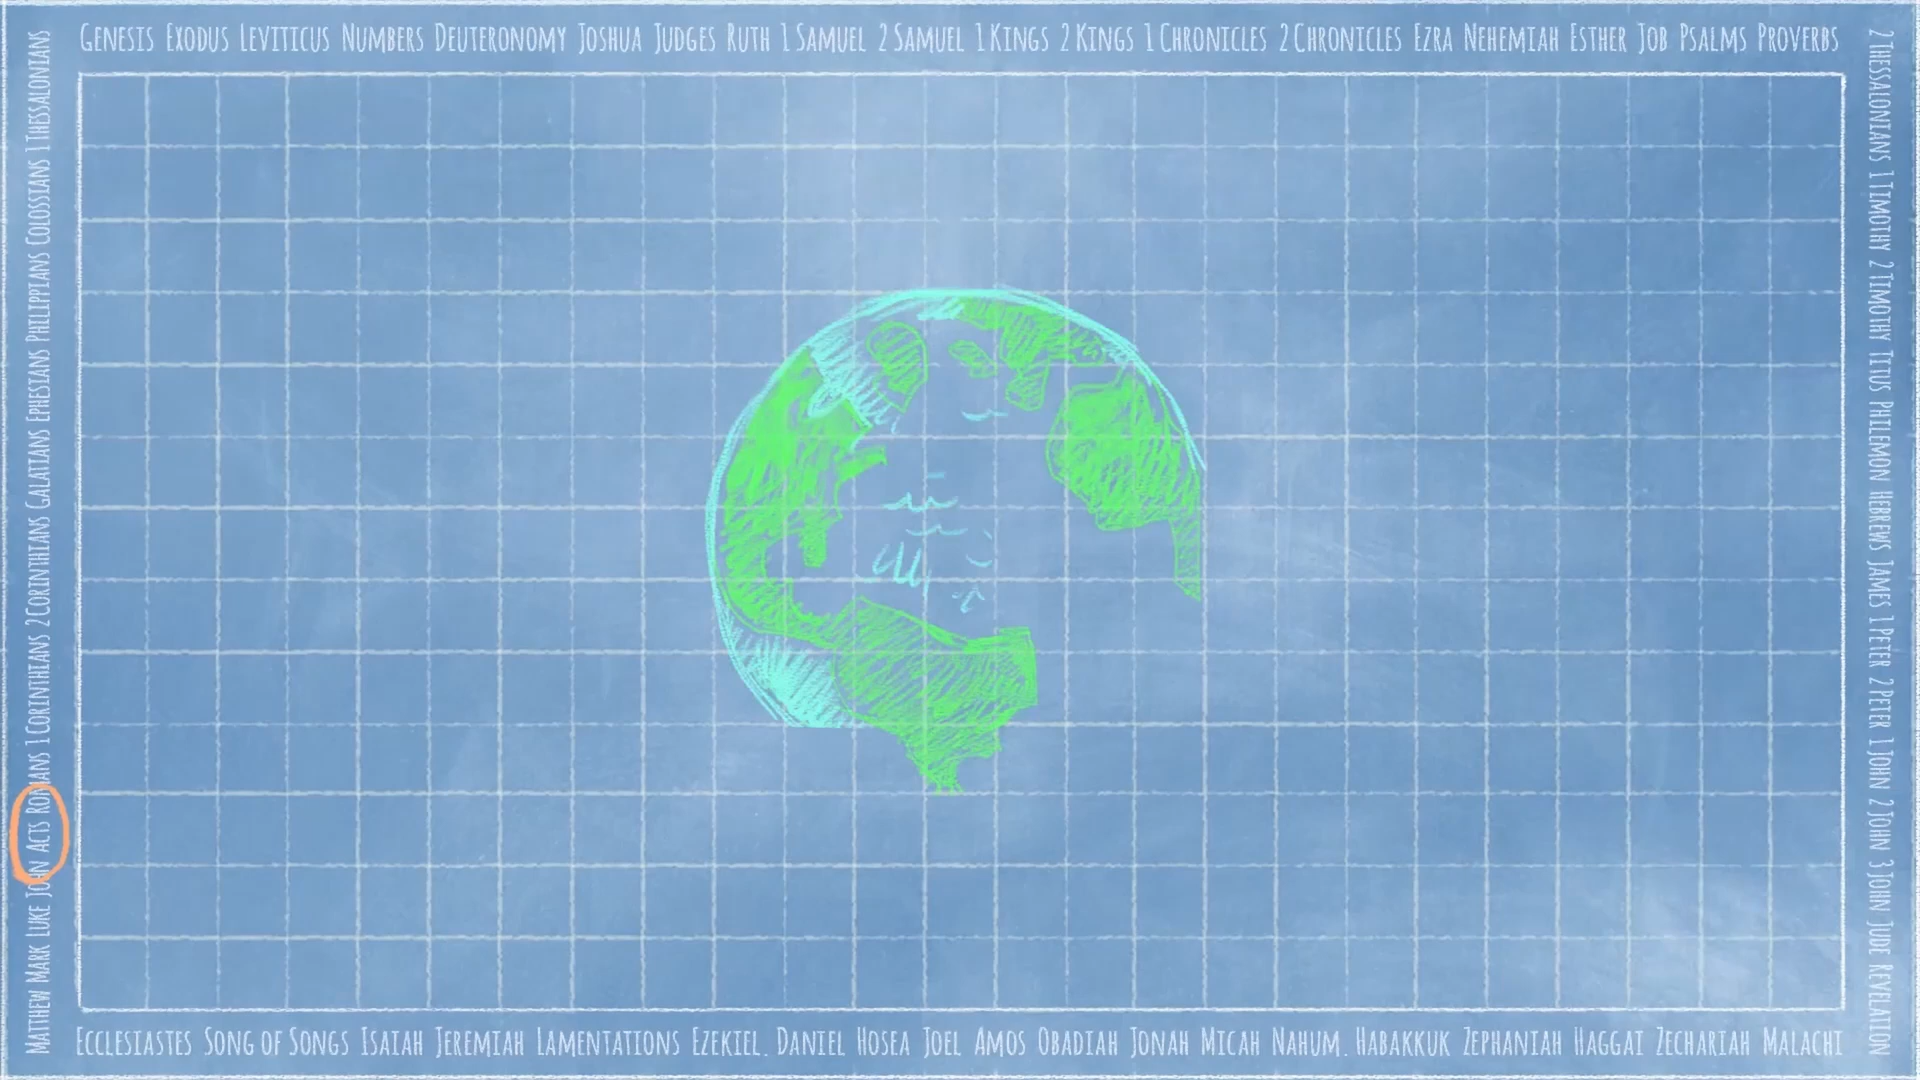 Genesis Exodus Leviticus Numbers Deuteronomy Joshua Judges Ruth 1 Samuel 2 Samuel 1 Kings 2 Kings 1 Chronicles 2 Chronicles Ezra Nehemiah Esther Job Psalms Proverbs
Ecclesiastes Song of Songs Isaiah Jeremiah Lamentations Ezekiel. Daniel Hosea Joel Amos Obadiah Jonah Micah Nahum. Habakkuk Zephaniah Haggai Zechariah Malachi
Matthew Mark Luke John Acts Romans 1 Corinthians 2 Corinthians Galatians Ephesians Philippians Colossians 1 Thessalonians
2 Thessalonians 1 Timothy 2 Timothy Titus Philemon Hebrews James 1 Peter 2 Peter 1 John 2 John 3 John Jude Revelation